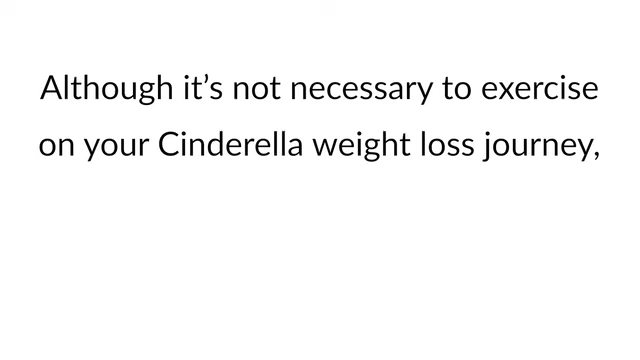 Although it’s not necessary to exercise
on your Cinderella weight loss journey,